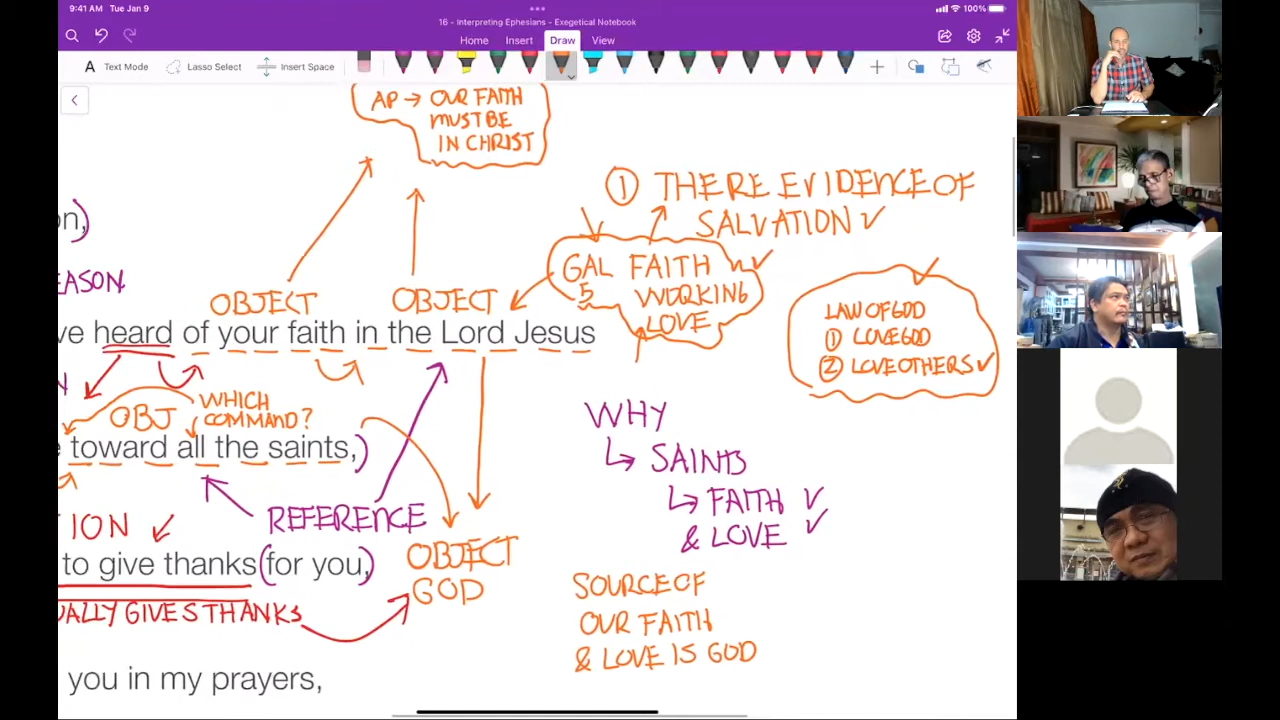 9:41 AM Tue Jan 9
100%
16 - Interpreting Ephesians - Exegetical Notebook
Home Insert Draw View
A Text Mode Lasso Select Insert Space
AP → OUR FAITH
MUST BE
IN CHRIST
① THERE EVIDENCE OF
SALVATION ✓
on,)
GAL FAITH
5 WORKING
LOVE
EASON
LAW OF GOD
① LOVE GOD
② LOVE OTHERS ✓
OBJECT OBJECT
ve heard of your faith in the Lord Jesus
N
OBJ
WHICH
COMMAND?
e toward all the saints,)
WHY
↳ SAINTS
↳ FAITH ✓
& LOVE ✓
TION
REFERENCE
to give thanks (for you,)
OBJECT
GOD
UALLY GIVES THANKS
SOURCE OF
OUR FAITH
& LOVE IS GOD
you in my prayers,